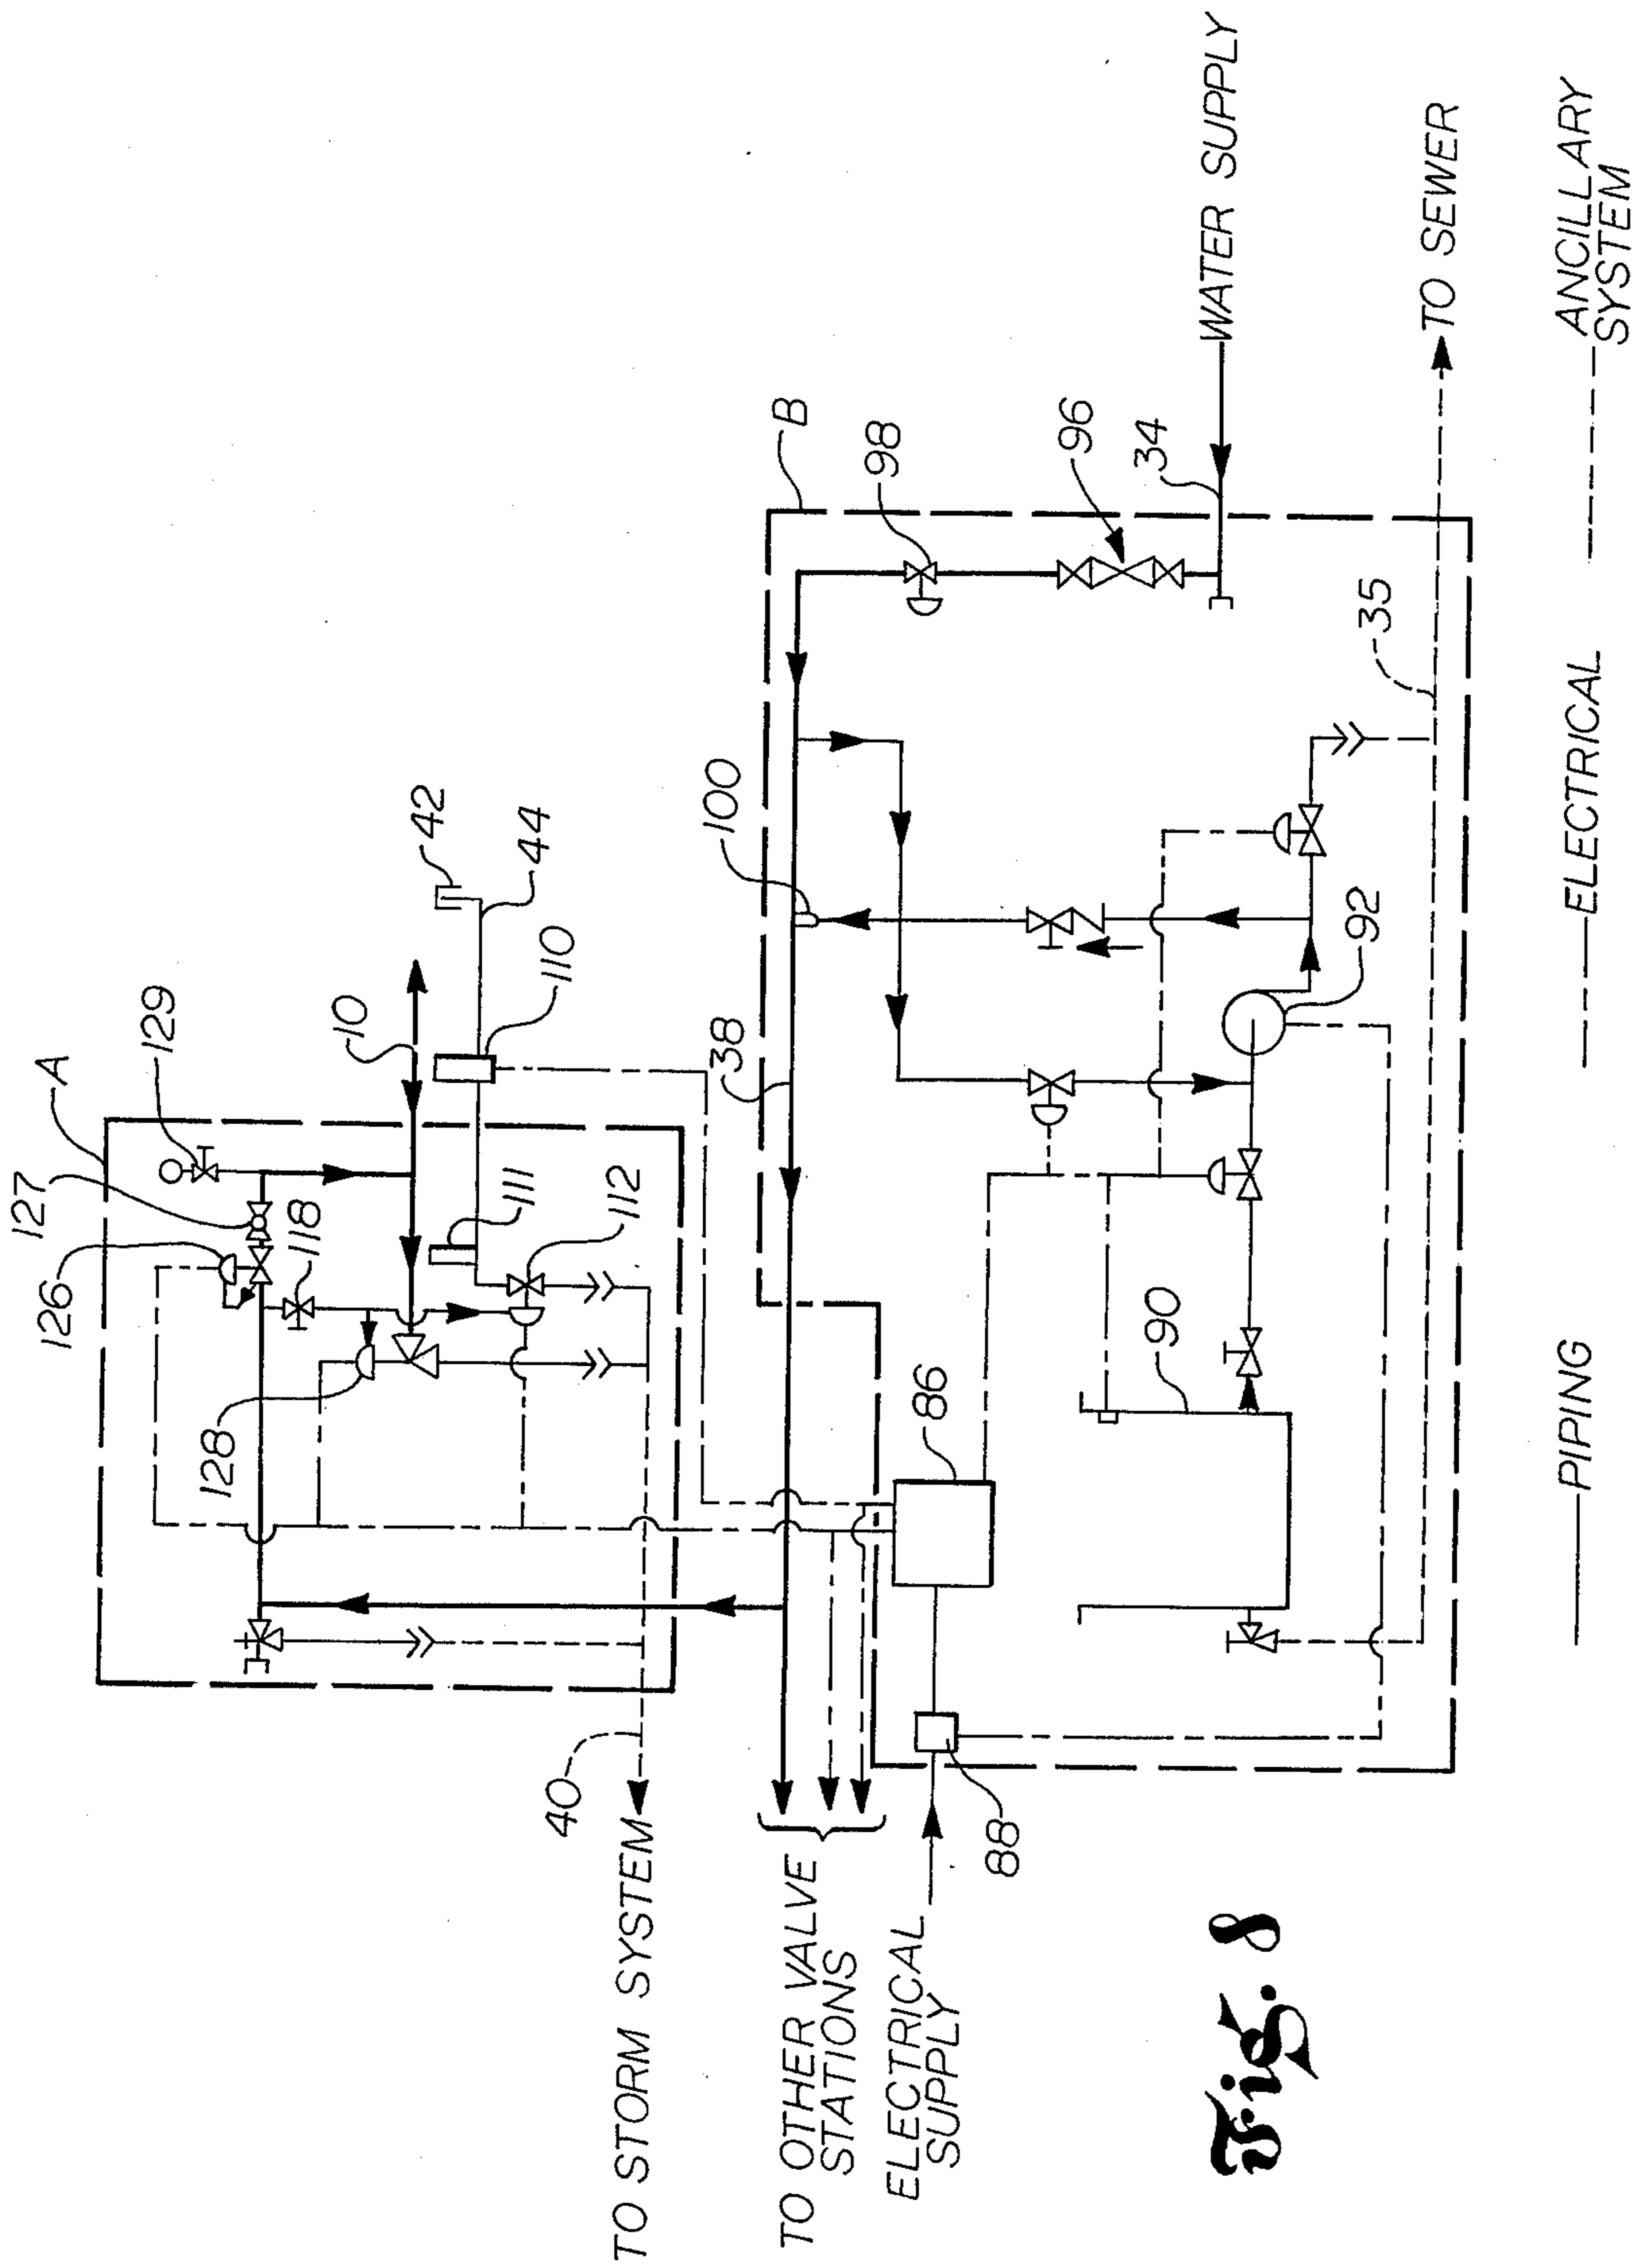 A
129
127
126
118
128
10
42
44
110
111
112
40
TO STORM SYSTEM
38
100
B
98
96
34
WATER SUPPLY
TO OTHER VALVE
STATIONS
ELECTRICAL
SUPPLY
86
88
90
92
35
TO SEWER
PIPING
ELECTRICAL
ANCILLARY
SYSTEM
Fig. 8